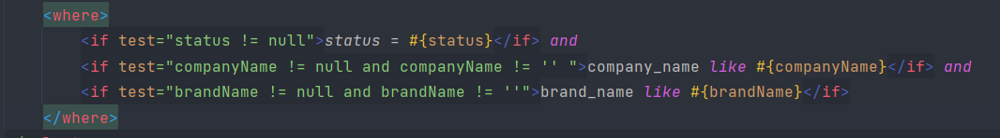 <where>
<if test="status != null">status = #{status}</if> and
<if test="companyName != null and companyName != '' ">company_name like #{companyName}</if> and
<if test="brandName != null and brandName != ''">brand_name like #{brandName}</if>
</where>